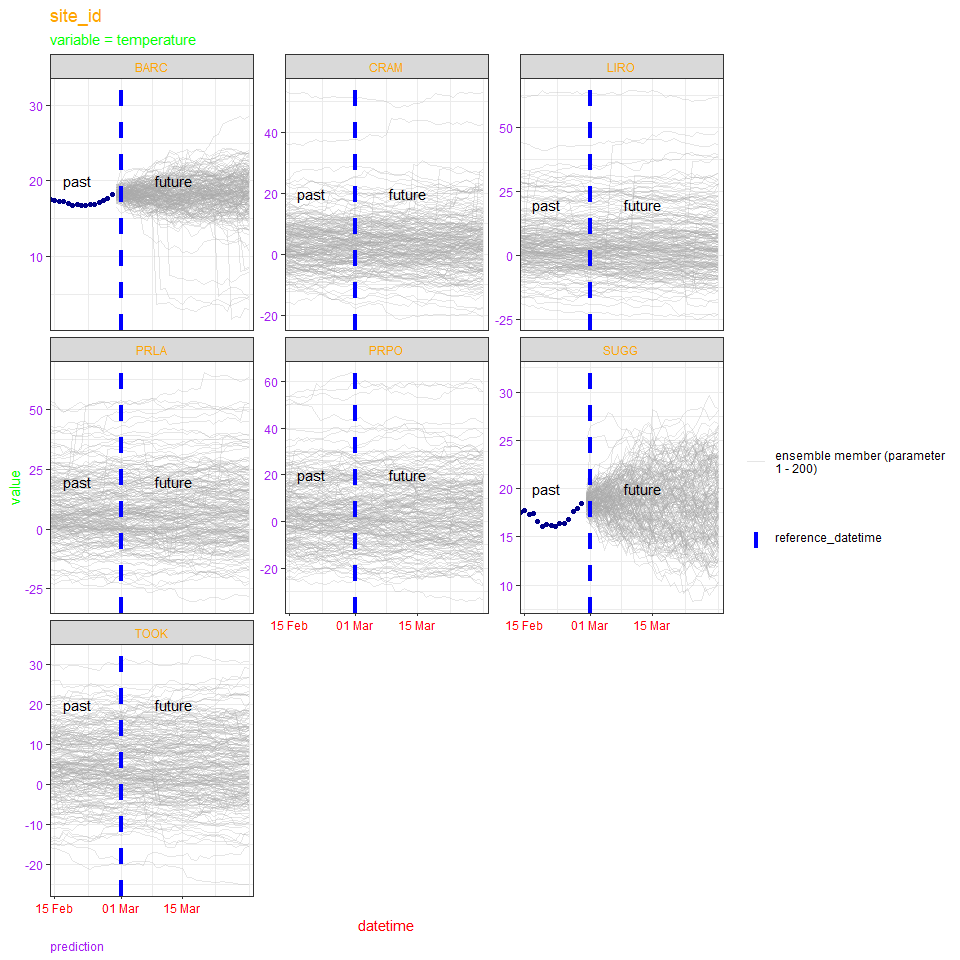 site_id
variable = temperature
BARC
CRAM
LIRO
30
20
10
past
future
40
20
0
-20
past
future
50
25
0
-25
past
future
PRLA
PRPO
SUGG
value
50
25
0
-25
past
future
60
40
20
0
-20
past
future
30
25
20
15
10
past
future
15 Feb 01 Mar 15 Mar
15 Feb 01 Mar 15 Mar
ensemble member (parameter
1 - 200)
reference_datetime
TOOK
30
20
10
0
-10
-20
past
future
15 Feb 01 Mar 15 Mar
datetime
prediction